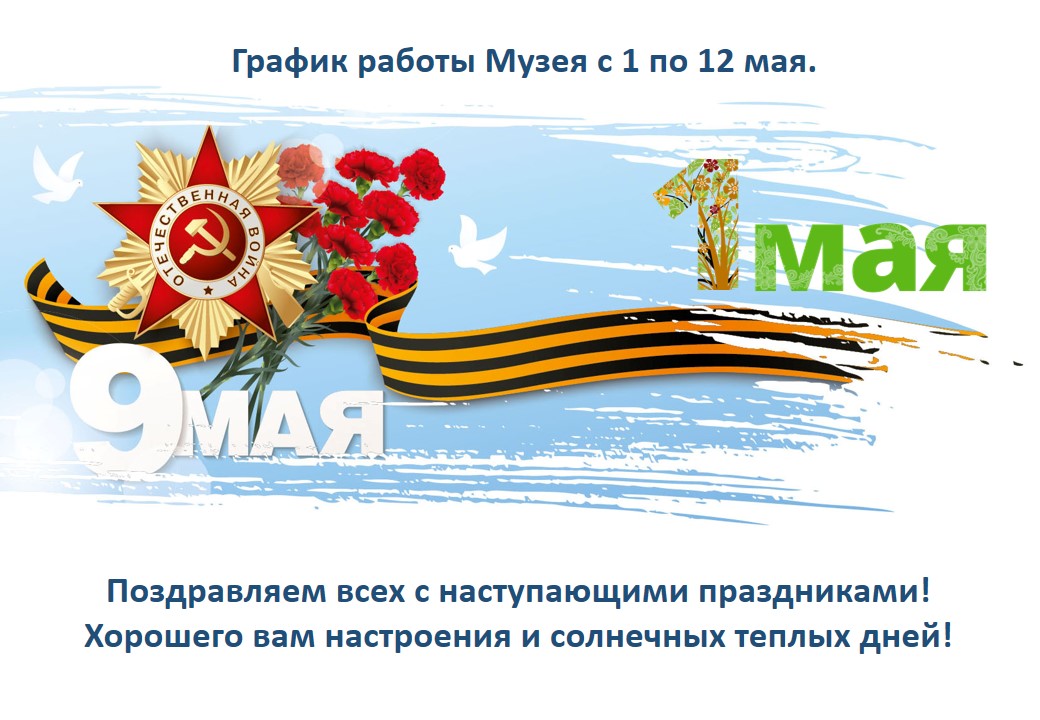 График работы Музея с 1 по 12 мая.
ОТЕЧЕСТВЕННАЯ ВОЙНА
1 мая
9 МАЯ
Поздравляем всех с наступающими праздниками!
Хорошего вам настроения и солнечных теплых дней!